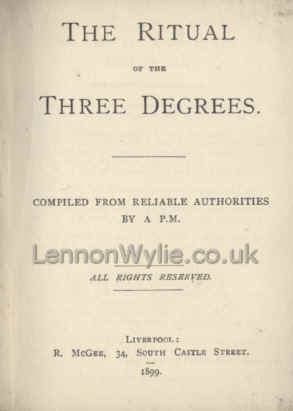 THE RITUAL
OF THE
THREE DEGREES.
COMPILED FROM RELIABLE AUTHORITIES
BY A P.M.
LennonWylie.co.uk
ALL RIGHTS RESERVED.
LIVERPOOL:
R. MCGEE, 34, SOUTH CASTLE STREET.
1899.